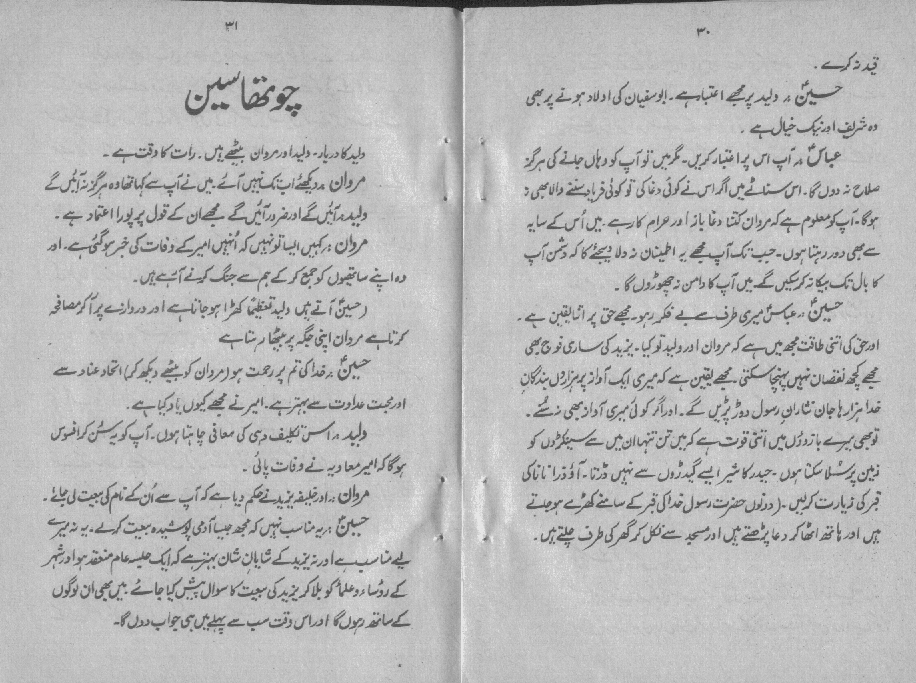 ۳۰
قید نہ کرے۔
حسینؑ:۔ ولید پر مجھے اعتبار ہے۔ ابوسفیان کی اولاد ہونے پر بھی
وہ شریف اور نیک خیال ہے۔
عباسؑ:۔ آپ اس پر اعتبار کریں۔ مگر میں تو آپ کو وہاں جانے کی ہرگز
صلاح نہ دوں گا۔ اس سناٹے میں اگر اس نے کوئی دغا کی تو کوئی فریاد سننے والا بھی نہ
ہوگا۔ آپ کو معلوم ہے کہ مروان کتنا دغا باز اور حرام کار ہے۔ میں اُس کے سایہ
سے بھی دور رہتا ہوں۔ جب تک آپ مجھے یہ اطمینان نہ دلا دیجئے گا کہ دشمن آپ
کا بال تک بیکا نہ کر سکیں گے۔ میں آپ کا دامن نہ چھوڑوں گا۔
حسینؑ:۔ عباسؑ میری طرف سے بے فکر رہو۔ مجھے حق پر اتنا یقین ہے۔
اور حق کی اتنی طاقت مجھ میں ہے کہ مروان اور ولید تو کیا۔ یزید کی ساری فوج بھی
مجھے کچھ نقصان نہیں پہنچا سکتی۔ مجھے یقین ہے کہ میری ایک آواز پر ہزاروں بندگانِ
خدا ہزارہا جان نثارانِ رسول دوڑ پڑیں گے۔ اور اگر کوئی میری آواز بھی نہ سُنے۔
تو بھی میرے بازوؤں میں اتنی قوت ہے کہ میں تن تنہا ان میں سے سینکڑوں کو
زمین پر سُلا سکتا ہوں۔ حیدر کا شیر ایسے گیدڑوں سے نہیں ڈرتا۔ آؤ ذرا نانا کی
قبر کی زیارت کر لیں۔ (دونوں حضرت رسول خدا کی قبر کے سامنے کھڑے ہو جاتے
ہیں اور ہاتھ اٹھا کر دعا پڑھتے ہیں اور مسجد سے نکل کر گھر کی طرف چلتے ہیں۔
۳۱
چوتھا سین
ولید کا دربار۔ ولید اور مروان بیٹھے ہیں۔ رات کا وقت ہے۔
مروان:۔ دیکھئے اب تک نہیں آئے۔ میں نے آپ سے کہا تھا وہ ہرگز نہ آئیں گے
ولید:۔ آئیں گے اور ضرور آئیں گے۔ مجھے ان کے قول پر پورا اعتماد ہے۔
مروان:۔ کہیں ایسا تو نہیں کہ اُنہیں امیر کے وفات کی خبر ہو گئی ہے۔ اور
وہ اپنے ساتھیوں کو جمع کر کے ہم سے جنگ کرنے آ رہے ہیں۔
(حسینؑ آتے ہیں ولید تعظیماً کھڑا ہو جاتا ہے اور دروازے پر آ کر مصافحہ
کرتا ہے مروان اپنی جگہ پر بیٹھا رہتا ہے
حسینؑ:۔ خدا کی تم پر رحمت ہو (مروان کو بیٹھے دیکھ کر) اتحاد عناد سے
اور محبت عداوت سے بہتر ہے۔ امیر نے مجھے کیوں یاد کیا ہے۔
ولید:۔ اس تکلیف دہی کی معافی چاہتا ہوں۔ آپ کو یہ سُن کر افسوس
ہوگا کہ امیر معاویہ نے وفات پائی۔
مروان:۔ اور خلیفہ یزید نے حکم دیا ہے کہ آپ سے اُن کے نام کی بیعت لی جائے۔
حسینؑ:۔ یہ مناسب نہیں کہ مجھ جیسا آدمی پوشیدہ بیعت کرے۔ یہ نہ میرے
لیے مناسب ہے اور نہ یزید کے شایانِ شان بہتر ہے کہ ایک جلسہ عام منعقد ہو اور شہر
کے رؤساء و علماء کو بلا کر یزید کی بیعت کا سوال پیش کیا جائے۔ میں بھی ان لوگوں
کے ساتھ رہوں گا اور اس وقت سب سے پہلے میں ہی جواب دوں گا۔